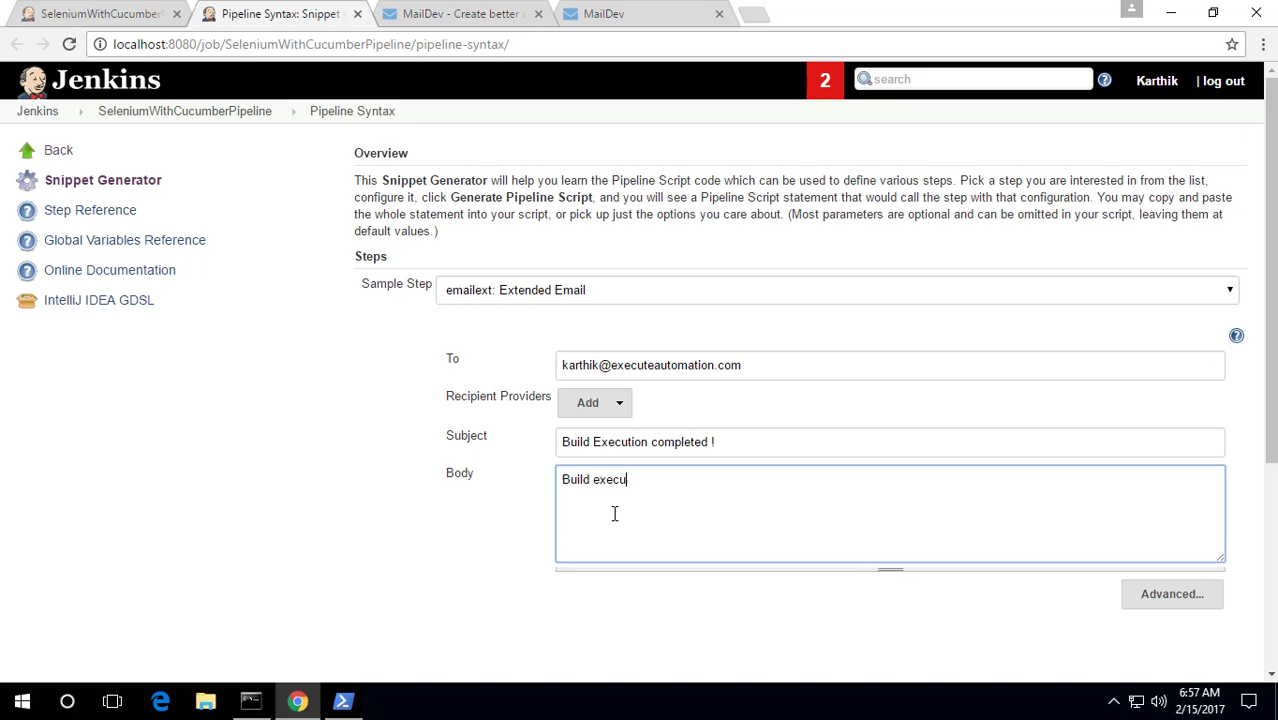 SeleniumWithCucumberI
Pipeline Syntax: Snippet
MailDev - Create better
MailDev
localhost:8080/job/SeleniumWithCucumberPipeline/pipeline-syntax/
Jenkins
2
search
Karthik
| log out
Jenkins
SeleniumWithCucumberPipeline
Pipeline Syntax
Back
Snippet Generator
Step Reference
Global Variables Reference
Online Documentation
IntelliJ IDEA GDSL
Overview
This Snippet Generator will help you learn the Pipeline Script code which can be used to define various steps. Pick a step you are interested in from the list,
configure it, click Generate Pipeline Script, and you will see a Pipeline Script statement that would call the step with that configuration. You may copy and paste
the whole statement into your script, or pick up just the options you care about. (Most parameters are optional and can be omitted in your script, leaving them at
default values.)
Steps
Sample Step
emailext: Extended Email
To
karthik@executeautomation.com
Recipient Providers
Add
Subject
Build Execution completed !
Body
Build execu
Advanced...
6:57 AM
2/15/2017